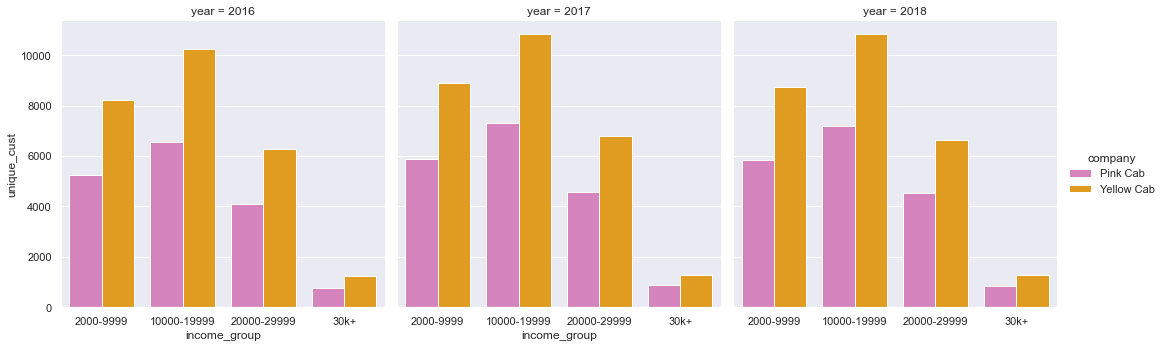 year = 2016
year = 2017
year = 2018
unique_cust
10000
8000
6000
4000
2000
0
2000-9999 10000-19999 20000-29999 30k+
2000-9999 10000-19999 20000-29999 30k+
2000-9999 10000-19999 20000-29999 30k+
income_group
income_group
company
Pink Cab
Yellow Cab